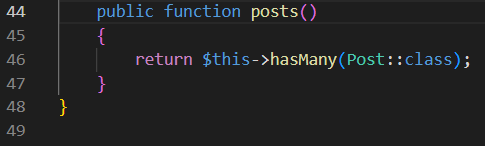 44 public function posts()
45 {
46 return $this->hasMany(Post::class);
47 }
48 }
49